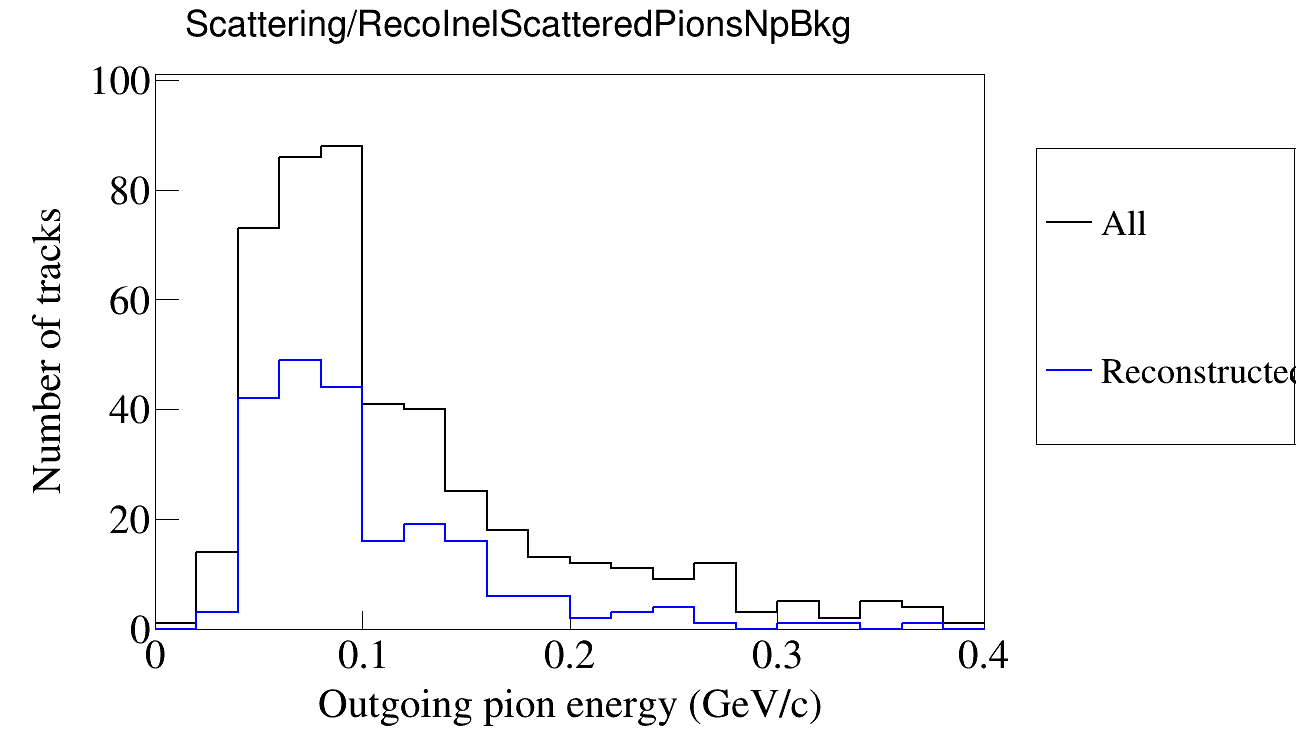 Scattering/RecoInelScatteredPionsNpBkg
100
80
60
40
20
0
Number of tracks
0 0.1 0.2 0.3 0.4
Outgoing pion energy (GeV/c)
All
Reconstructed